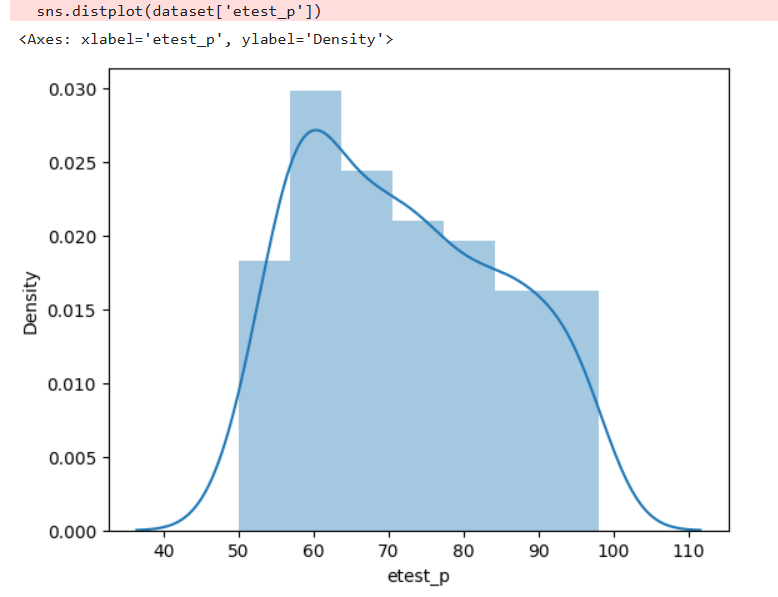 sns.distplot(dataset['etest_p'])
<Axes: xlabel='etest_p', ylabel='Density'>
0.030
0.025
0.020
0.015
0.010
0.005
0.000
Density
40 50 60 70 80 90 100 110
etest_p